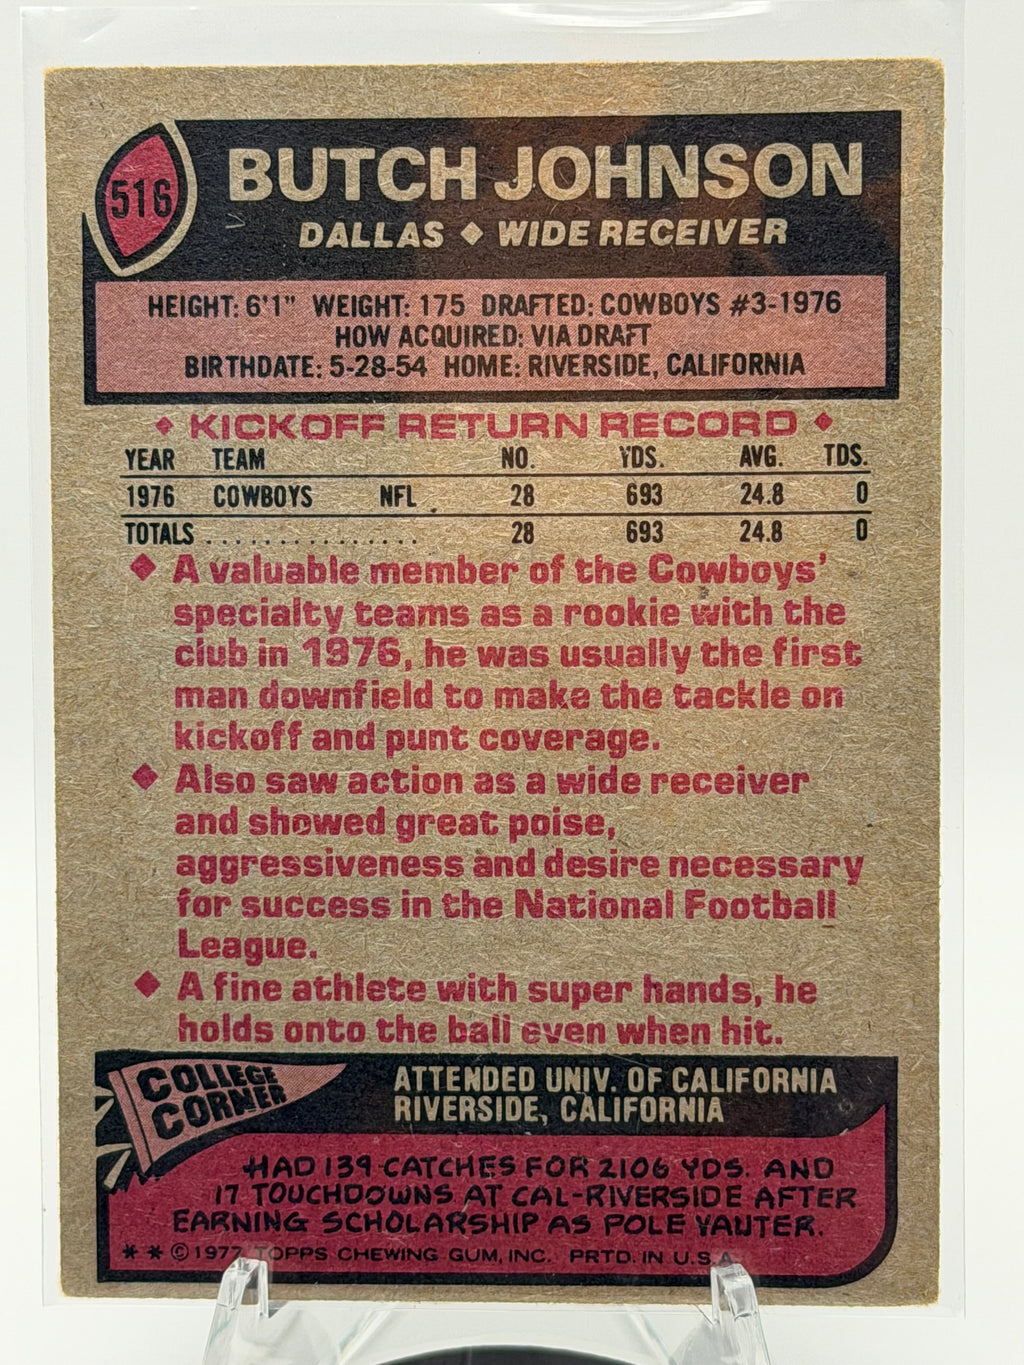 516
BUTCH JOHNSON
DALLAS ◆ WIDE RECEIVER
HEIGHT: 6'1" WEIGHT: 175 DRAFTED: COWBOYS #3-1976
HOW ACQUIRED: VIA DRAFT
BIRTHDATE: 5-28-54 HOME: RIVERSIDE, CALIFORNIA
◆ KICKOFF RETURN RECORD ◆
YEAR TEAM NO. YDS. AVG. TDS.
1976 COWBOYS NFL 28 693 24.8 0
TOTALS ............... 28 693 24.8 0
◆ A valuable member of the Cowboys'
specialty teams as a rookie with the
club in 1976, he was usually the first
man downfield to make the tackle on
kickoff and punt coverage.
◆ Also saw action as a wide receiver
and showed great poise,
aggressiveness and desire necessary
for success in the National Football
League.
◆ A fine athlete with super hands, he
holds onto the ball even when hit.
COLLEGE
CORNER
ATTENDED UNIV. OF CALIFORNIA
RIVERSIDE, CALIFORNIA
HAD 139 CATCHES FOR 2106 YDS. AND
17 TOUCHDOWNS AT CAL-RIVERSIDE AFTER
EARNING SCHOLARSHIP AS POLE VAUTER.
* * © 1977 TOPPS CHEWING GUM, INC. PRTD. IN U.S.A.